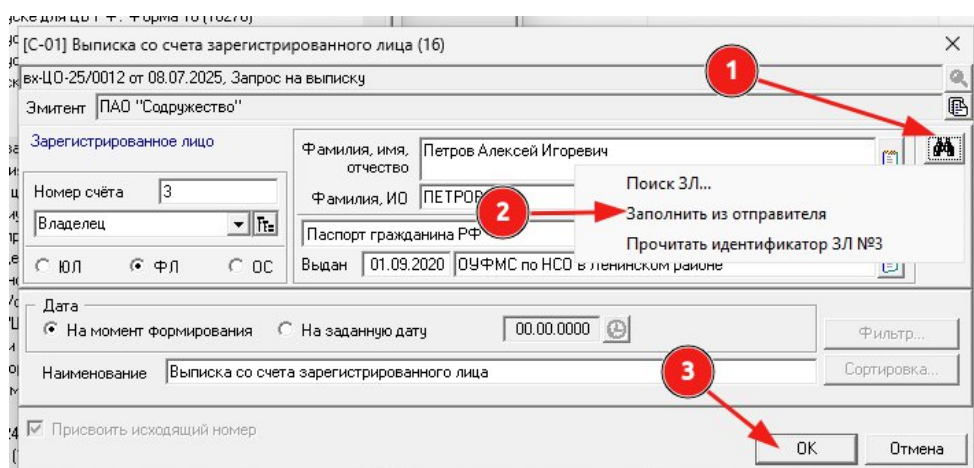 [C-01] Выписка со счета зарегистрированного лица (16)
вх-ЦО-25/0012 от 08.07.2025, Запрос на выписку
Эмитент ПАО "Содружество"
Зарегистрированное лицо
Фамилия, имя, отчество Петров Алексей Игоревич
Номер счёта 3
Фамилия, ИО ПЕТРОВ
Владелец
Паспорт гражданина РФ
ЮЛ ФЛ ОС
Выдан 01.09.2020 ОУФМС по НСО в Ленинском районе
Поиск ЗЛ...
Заполнить из отправителя
Прочитать идентификатор ЗЛ №3
1
2
Дата
На момент формирования На заданную дату 00.00.0000
Фильтр...
Наименование Выписка со счета зарегистрированного лица
Сортировка...
3
Присвоить исходящий номер
OK Отмена